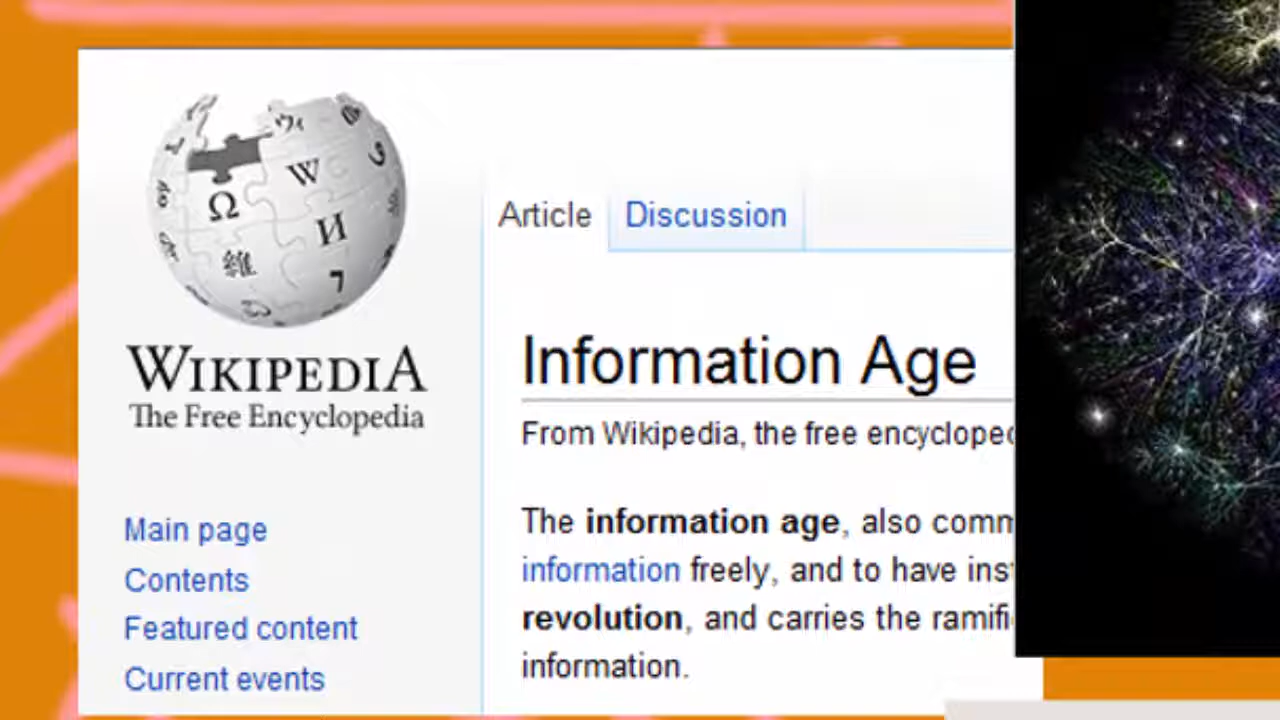 WIKIPEDIA
The Free Encyclopedia
Main page
Contents
Featured content
Current events
Article Discussion
Information Age
From Wikipedia, the free
The information age, also
information freely, and to have
revolution, and carries the
information.